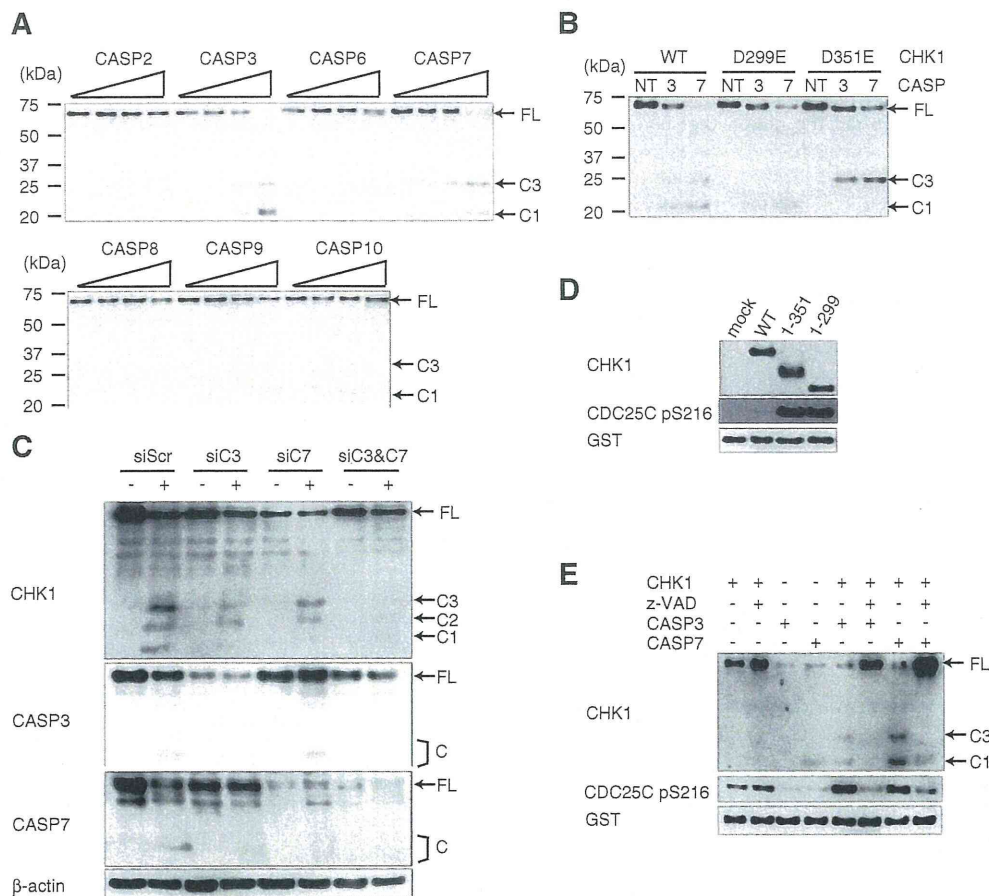 A
CASP2 CASP3 CASP6 CASP7
(kDa)
75
50
37
25
20
FL
C3
C1
CASP8 CASP9 CASP10
(kDa)
75
50
37
25
20
FL
C3
C1
B
WT D299E D351E CHK1
(kDa) NT 3 7 NT 3 7 NT 3 7 CASP
75
50
37
25
20
FL
C3
C1
C
siScr siC3 siC7 siC3&C7
- + - + - + - +
CHK1
FL
C3
C2
C1
CASP3
FL
C
CASP7
FL
C
β-actin
D
mock WT 1-351 1-299
CHK1
CDC25C pS216
GST
E
CHK1 + + - - + + + +
z-VAD - + - - - + - +
CASP3 - - + - + + - -
CASP7 - - - + - - + +
CHK1
FL
C3
C1
CDC25C pS216
GST